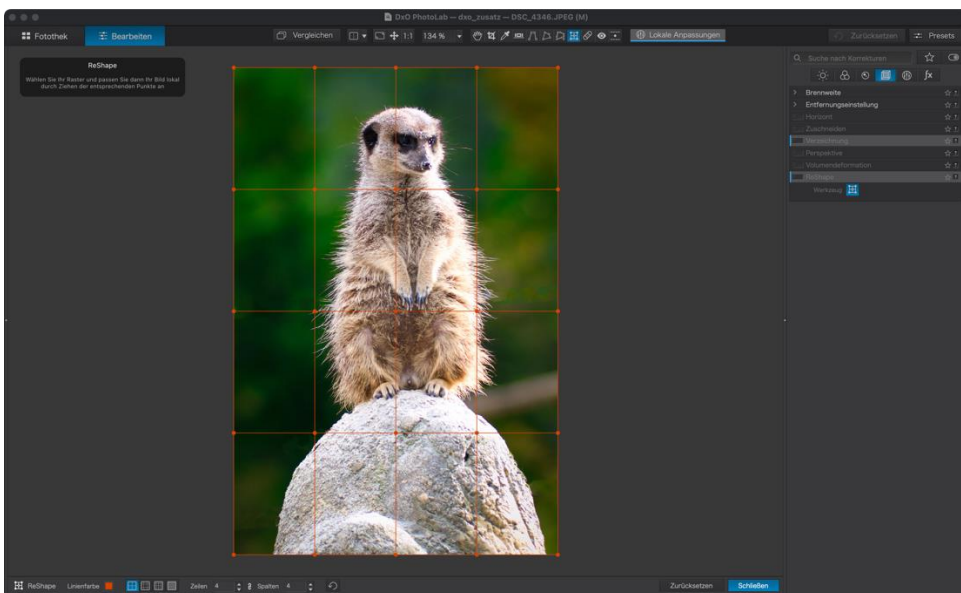 DxO PhotoLab — dxo_zusatz — DSC_4346.JPEG (M)
Fotothek
Bearbeiten
Vergleichen
1:1
134 %
Lokale Anpassungen
Zurücksetzen
Presets
ReShape
Wählen Sie Ihr Raster und passen Sie dann Ihr Bild lokal
durch Ziehen der entsprechenden Punkte an
Suche nach Korrekturen
fx
Brennweite
Entfernungseinstellung
Horizont
Zuschneiden
Verzeichnung
Perspektive
Volumendeformation
ReShape
Werkzeug
ReShape
Linienfarbe
Zeilen 4
Spalten 4
Zurücksetzen
Schließen